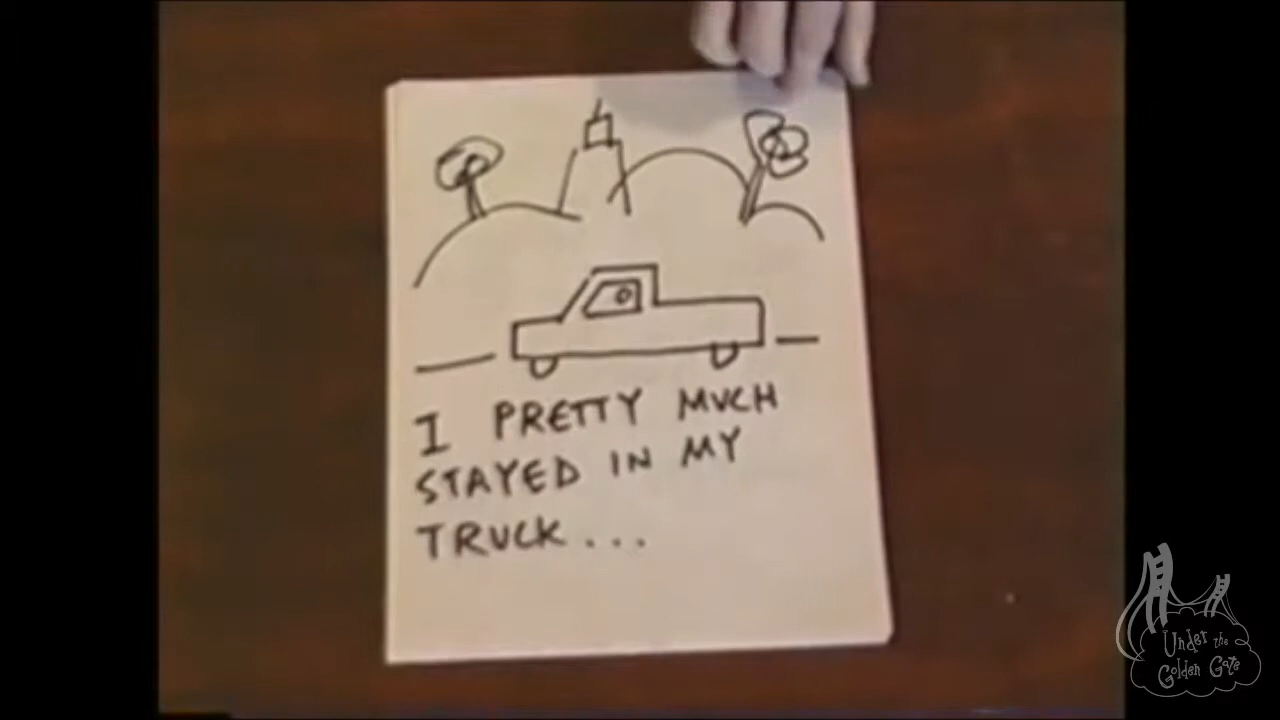 I PRETTY MUCH
STAYED IN MY
TRUCK...
Under the
Golden Gate